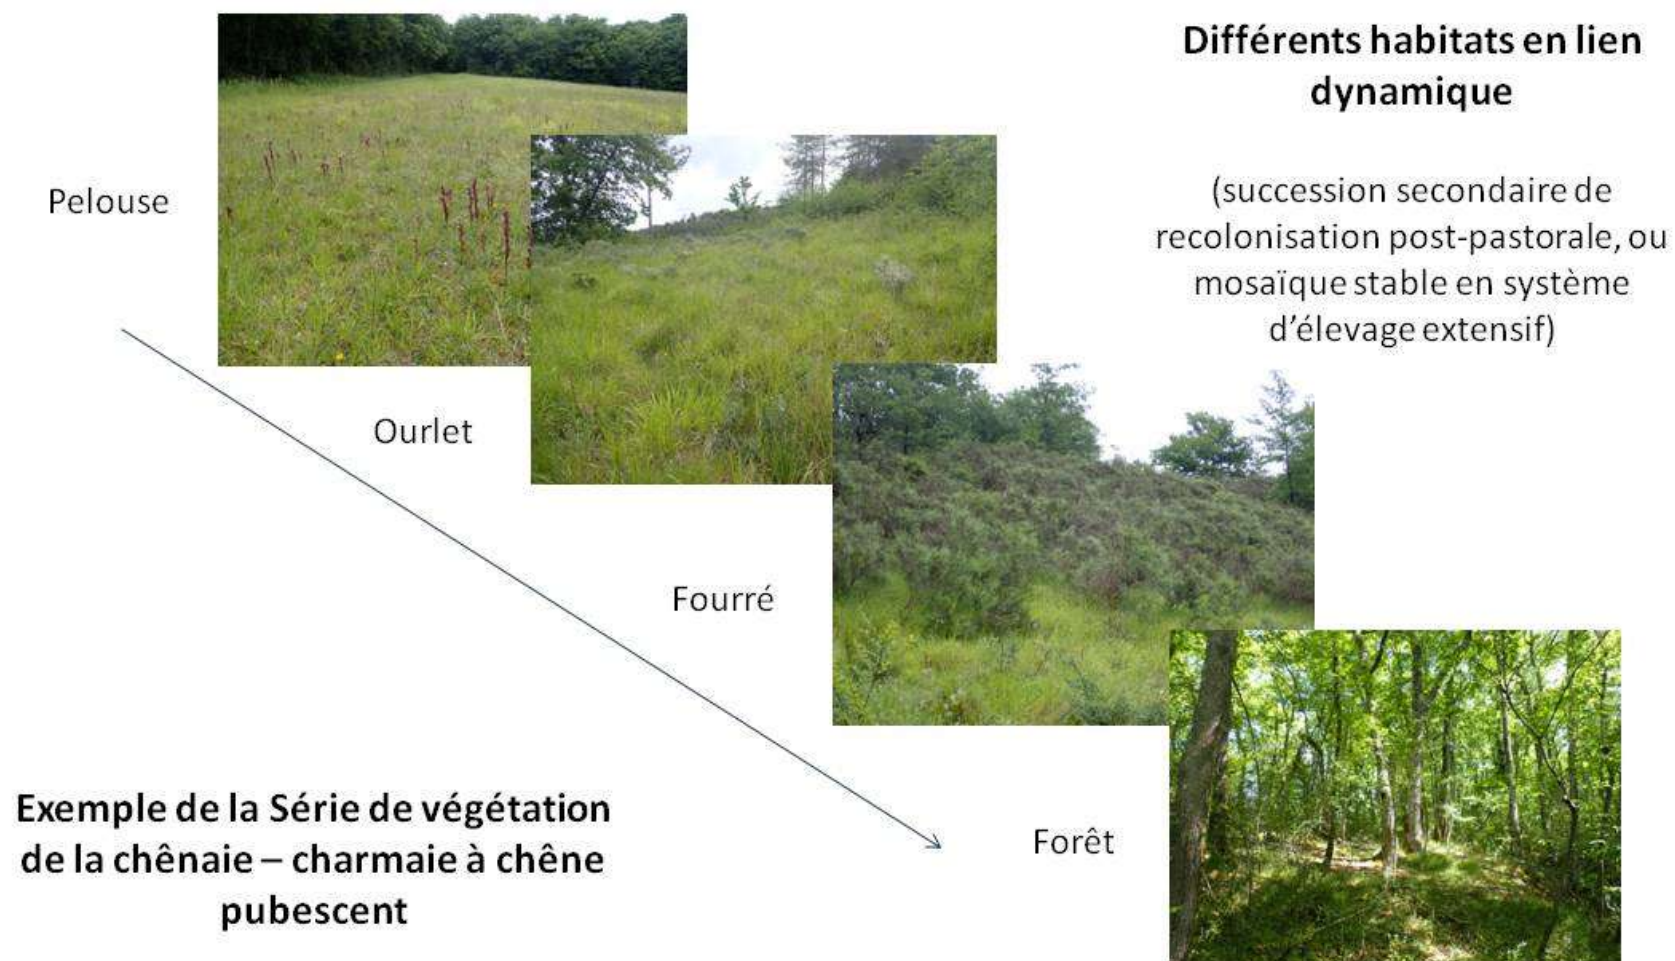 Différents habitats en lien
dynamique
(succession secondaire de
recolonisation post-pastorale, ou
mosaïque stable en système
d'élevage extensif)
Pelouse
Ourlet
Fourré
Forêt
Exemple de la Série de végétation
de la chênaie – charmaie à chêne
pubescent